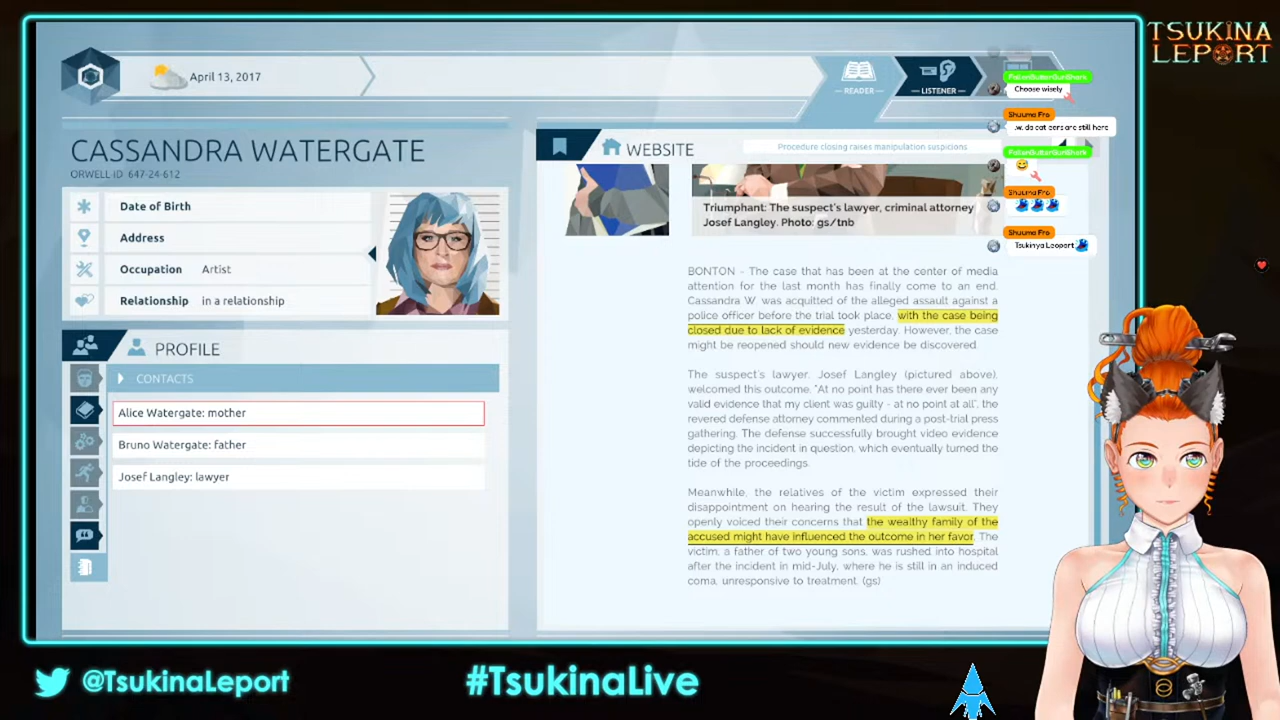 TSUKINA
LEPORT
April 13, 2017
READER
LISTENER
CASSANDRA WATERGATE
ORWELL-ID 647-24-612
Date of Birth
Address
Occupation Artist
Relationship in a relationship
PROFILE
CONTACTS
Alice Watergate: mother
Bruno Watergate: father
Josef Langley: lawyer
WEBSITE
Procedure closing raises manipulation suspicions
Triumphant: The suspect's lawyer, criminal attorney
Josef Langley. Photo: gs/tnb
BONTON - The case that has been at the center of media
attention for the last month has finally come to an end.
Cassandra W. was acquitted of the alleged assault against a
police officer before the trial took place, with the case being
closed due to lack of evidence yesterday. However, the case
might be reopened should new evidence be discovered.
The suspect's lawyer, Josef Langley (pictured above),
welcomed this outcome. "At no point has there ever been any
valid evidence that my client was guilty - at no point at all", the
revered defense attorney commented during a post-trial press
gathering. The defense successfully brought video evidence
depicting the incident in question, which eventually turned the
tide of the proceedings.
Meanwhile, the relatives of the victim expressed their
disappointment on hearing the result of the lawsuit. They
openly voiced their concerns that the wealthy family of the
accused might have influenced the outcome in her favor. The
victim, a father of two young sons, was rushed into hospital
after the incident in mid-July, where he is still in an induced
coma, unresponsive to treatment. (gs)
Choose wisely
Shuuma Fro
.w. da cat ears are still here
Shuuma Fro
Shuuma Fro
Tsukinya Leoport
@TsukinaLeport
#TsukinaLive